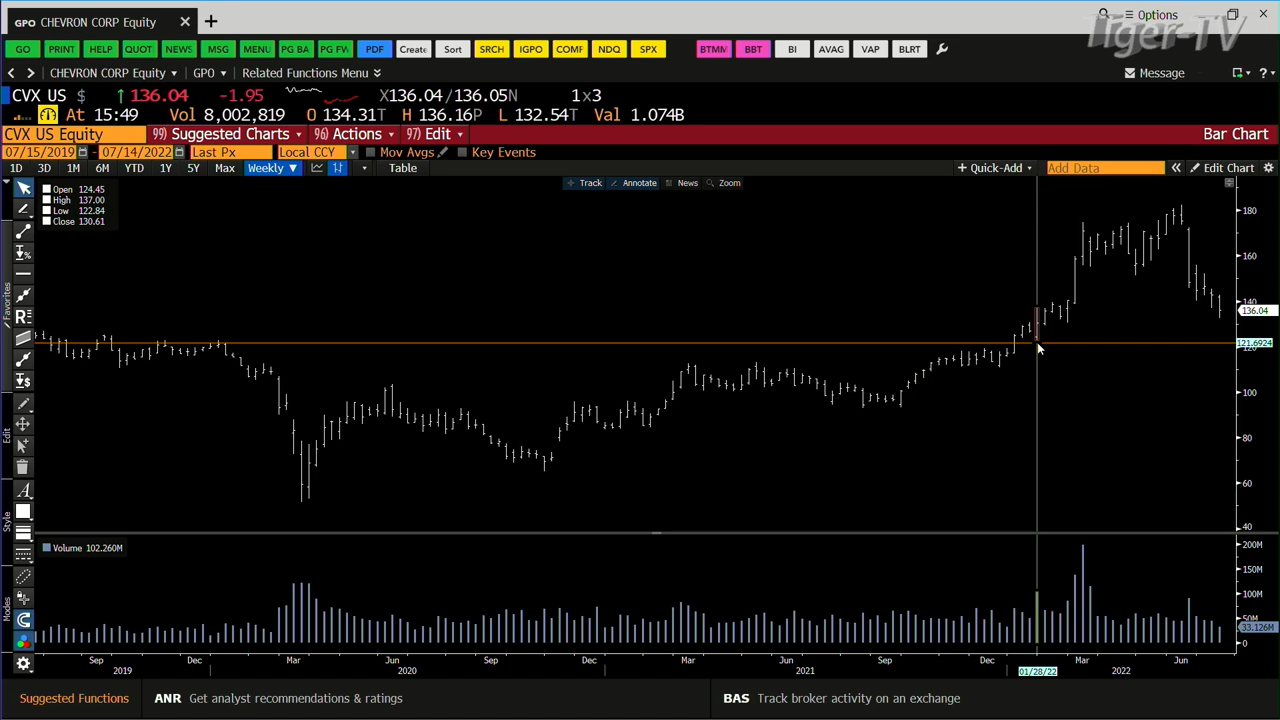 GPO CHEVRON CORP Equity
Options
Tiger-TV
GO PRINT HELP QUOT NEWS MSG MENU PG BA PG FW PDF Create Sort SRCH IGPO COMF NDQ SPX BTMM BBT BI AVAG VAP BLRT
CHEVRON CORP Equity GPO Related Functions Menu Message ?
CVX US $ 136.04 -1.95 X136.04/136.05N 1x3
At 15:49 Vol 8,002,819 O 134.31T H 136.16P L 132.54T Val 1.074B
CVX US Equity 99) Suggested Charts 96) Actions 97) Edit Bar Chart
07/15/2019 - 07/14/2022 Last Px Local CCY Mov Avgs Key Events
1D 3D 1M 6M YTD 1Y 5Y Max Weekly Table + Quick-Add Add Data « Edit Chart
Track Annotate News Zoom
Open 124.45
High 137.00
Low 122.84
Close 130.61
180
160
140
136.04
121.6924
120
100
80
60
40
Favorites
Edit
Style
Modes
Volume 102.260M
200M
150M
100M
50M
33.126M
0
Sep Dec Mar Jun Sep Dec Mar Jun Sep Dec Mar Jun
2019 2020 2021 01/28/22 2022
Suggested Functions ANR Get analyst recommendations & ratings BAS Track broker activity on an exchange